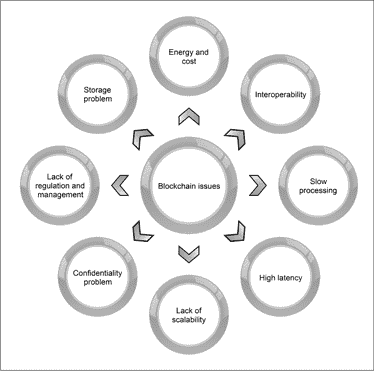 Energy and
cost
Storage
problem
Interoperability
Lack of
regulation and
management
Blockchain issues
Slow
processing
Confidentiality
problem
High latency
Lack of
scalability